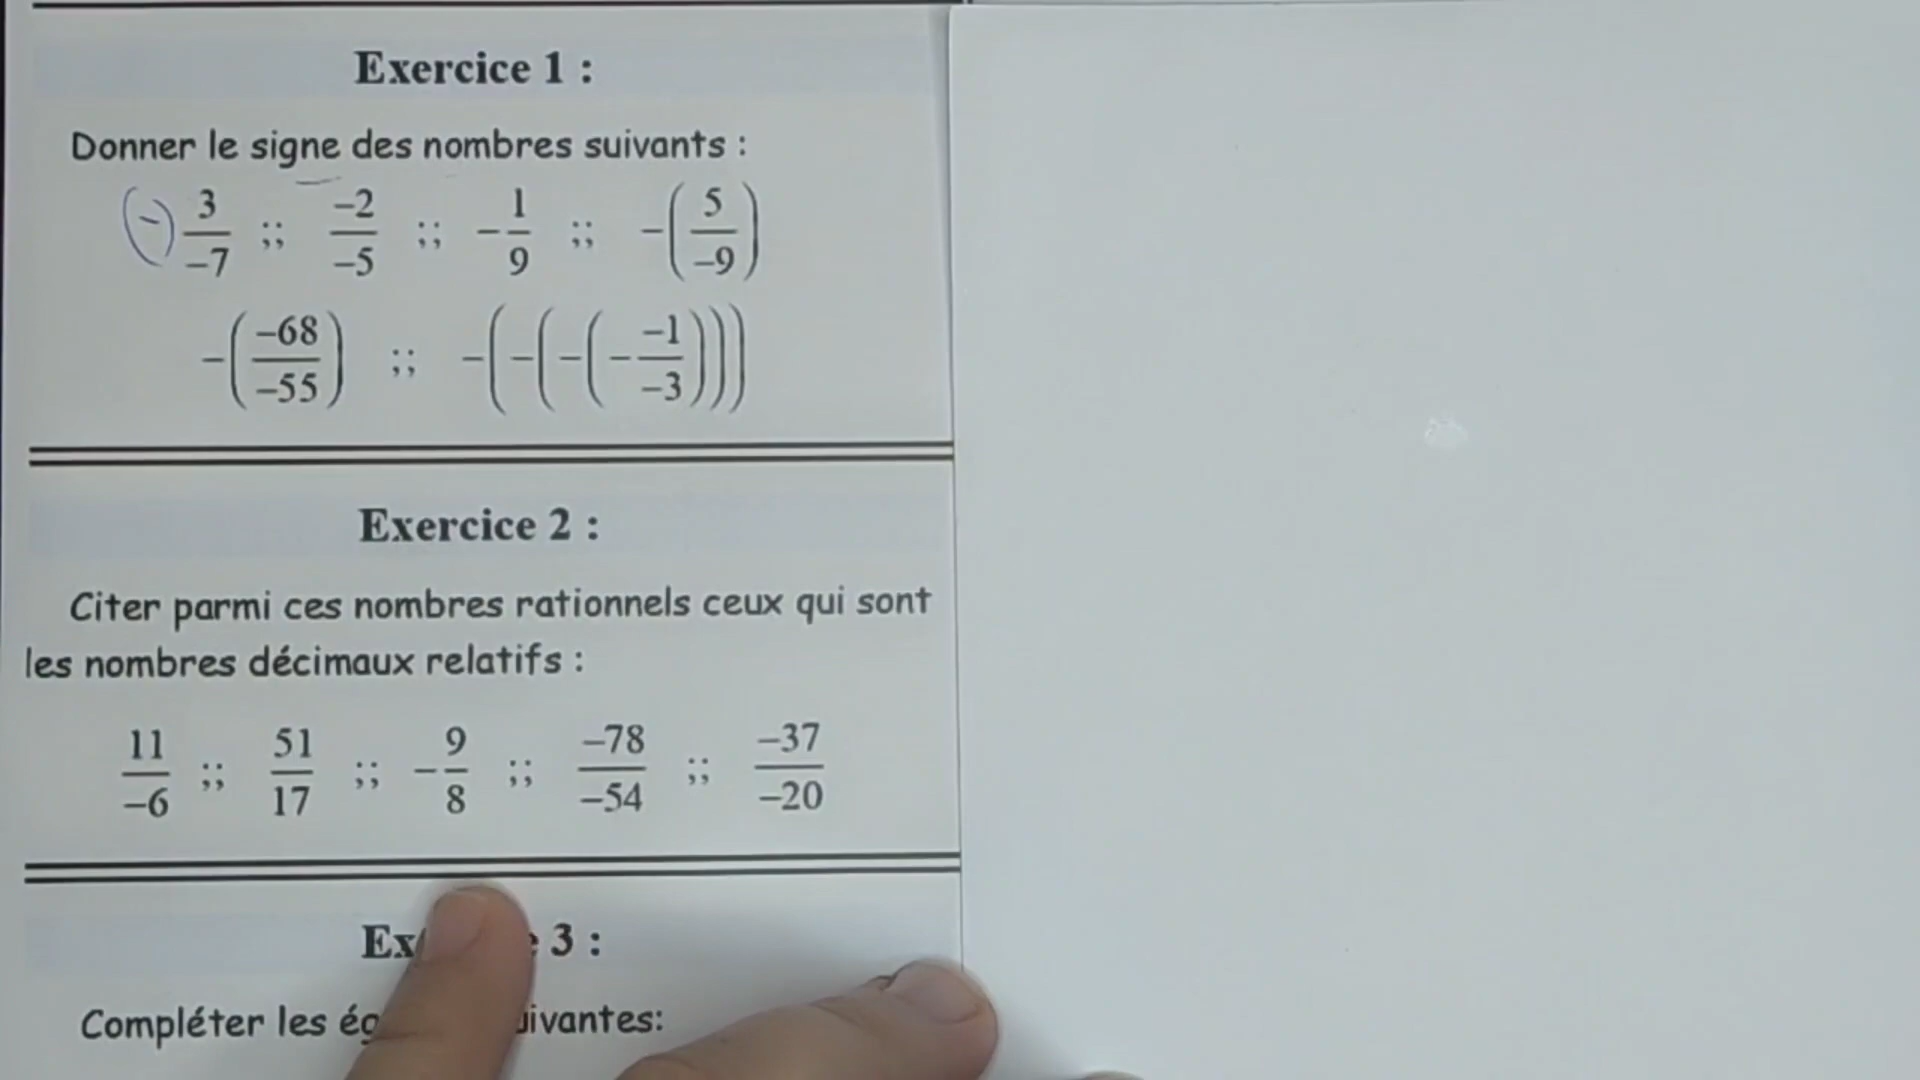 Exercice 1 :
Donner le signe des nombres suivants :
(-) 3/-7 ;; -2/-5 ;; -1/9 ;; -(5/-9)
-(-68/-55) ;; -(-(-(- -1/-3)))
Exercice 2 :
Citer parmi ces nombres rationnels ceux qui sont
les nombres décimaux relatifs :
11/-6 ;; 51/17 ;; -9/8 ;; -78/-54 ;; -37/-20
3 :
Compléter les